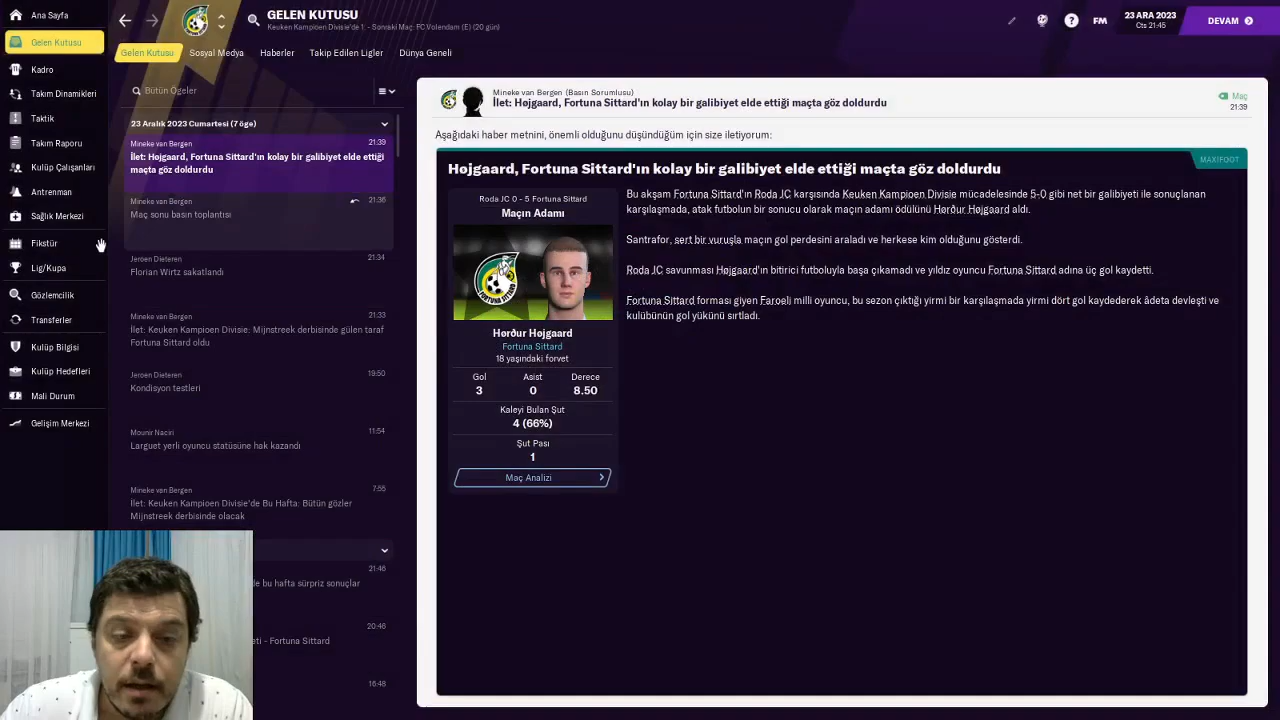 Ana Sayfa
Gelen Kutusu
Kadro
Takım Dinamikleri
Taktik
Takım Raporu
Kulüp Çalışanları
Antrenman
Sağlık Merkezi
Fikstür
Lig/Kupa
Gözlemcilik
Transferler
Kulüp Bilgisi
Kulüp Hedefleri
Mali Durum
Gelişim Merkezi
GELEN KUTUSU
Keuken Kampioen Divisie'de 1. - Sonraki Maç: FC Volendam (E) (20 gün)
FM
23 ARA 2023
Cts 21:45
DEVAM
Gelen Kutusu
Sosyal Medya
Haberler
Takip Edilen Ligler
Dünya Geneli
Bütün Ögeler
23 Aralık 2023 Cumartesi (7 öge)
Mineke van Bergen 21:39
İlet: Højgaard, Fortuna Sittard'ın kolay bir galibiyet elde ettiği
maçta göz doldurdu
Mineke van Bergen 21:36
Maç sonu basın toplantısı
Jeroen Dieteren 21:34
Florian Wirtz sakatlandı
Mineke van Bergen 21:33
İlet: Keuken Kampioen Divisie: Mijnstreek derbisinde gülen taraf
Fortuna Sittard oldu
Jeroen Dieteren 19:50
Kondisyon testleri
Mounir Naciri 11:54
Larguet yerli oyuncu statüsüne hak kazandı
Mineke van Bergen 7:55
İlet: Keuken Kampioen Divisie'de Bu Hafta: Bütün gözler
Mijnstreek derbisinde olacak
21:46
de bu hafta sürpriz sonuçlar
20:46
eti - Fortuna Sittard
16:48
Mineke van Bergen (Basın Sorumlusu)
İlet: Højgaard, Fortuna Sittard'ın kolay bir galibiyet elde ettiği maçta göz doldurdu
Maç
21:39
Aşağıdaki haber metnini, önemli olduğunu düşündüğüm için size iletiyorum:
MAXIFOOT
Højgaard, Fortuna Sittard'ın kolay bir galibiyet elde ettiği maçta göz doldurdu
Roda JC 0 - 5 Fortuna Sittard
Maçın Adamı
Hørður Højgaard
Fortuna Sittard
18 yaşındaki forvet
Gol Asist Derece
3 0 8.50
Kaleyi Bulan Şut
4 (66%)
Şut Pası
1
Maç Analizi
Bu akşam Fortuna Sittard'ın Roda JC karşısında Keuken Kampioen Divisie mücadelesinde 5-0 gibi net bir galibiyeti ile sonuçlanan
karşılaşmada, atak futbolun bir sonucu olarak maçın adamı ödülünü Hørður Højgaard aldı.
Santrafor, sert bir vuruşla maçın gol perdesini araladı ve herkese kim olduğunu gösterdi.
Roda JC savunması Højgaard'ın bitirici futboluyla başa çıkamadı ve yıldız oyuncu Fortuna Sittard adına üç gol kaydetti.
Fortuna Sittard forması giyen Faroeli milli oyuncu, bu sezon çıktığı yirmi bir karşılaşmada yirmi dört gol kaydederek âdeta devleşti ve
kulübünün gol yükünü sırtladı.